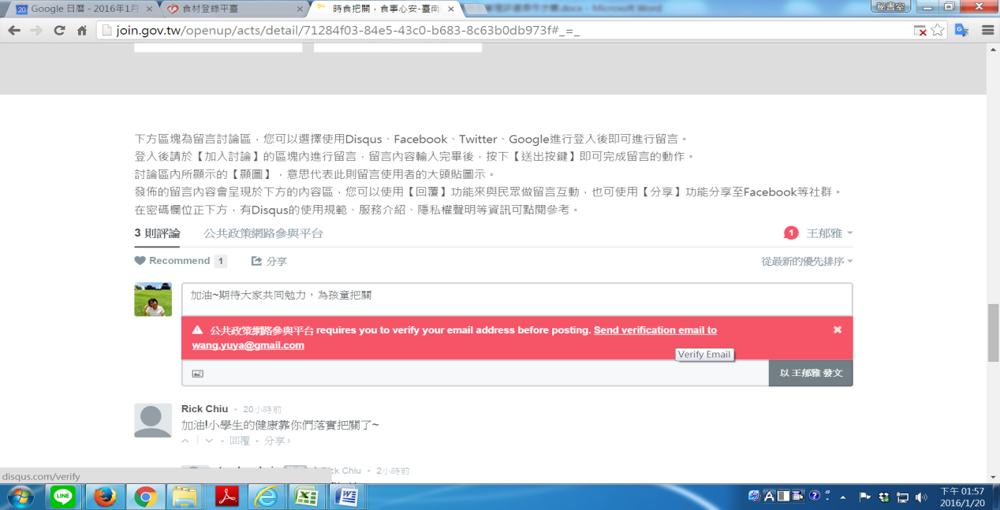 Google 日曆 - 2016年1月
食材登錄平臺
時食把關，食事心安-臺南
join.gov.tw/openup/acts/detail/71284f03-84e5-43c0-b683-8c63b0db973f#_=_
下方區塊為留言討論區，您可以選擇使用Disqus、Facebook、Twitter、Google進行登入後即可進行留言。
登入後請於【加入討論】的區塊內進行留言，留言內容輸入完畢後，按下【送出按鍵】即可完成留言的動作。
討論區內所顯示的【顯圖】，意思代表此則留言使用者的大頭貼圖示。
發佈的留言內容會呈現於下方的內容區，您可以使用【回覆】功能來與民眾做留言互動，也可使用【分享】功能分享至Facebook等社群。
在密碼欄位正下方，有Disqus的使用規範、服務介紹、隱私權聲明等資訊可點閱參考。
3 則評論 公共政策網路參與平台 1 王郁雅
Recommend 1 分享 從最新的優先排序
加油~期待大家共同勉力，為孩童把關
公共政策網路參與平台 requires you to verify your email address before posting. Send verification email to
wang.yuya@gmail.com
Verify Email
以 王郁雅 發文
Rick Chiu • 20小時前
加油!小學生的健康靠你們落實把關了~
• 回覆 • 分享 ›
Rick Chiu • 2小時前
disqus.com/verify
LINE
下午 01:57
2016/1/20